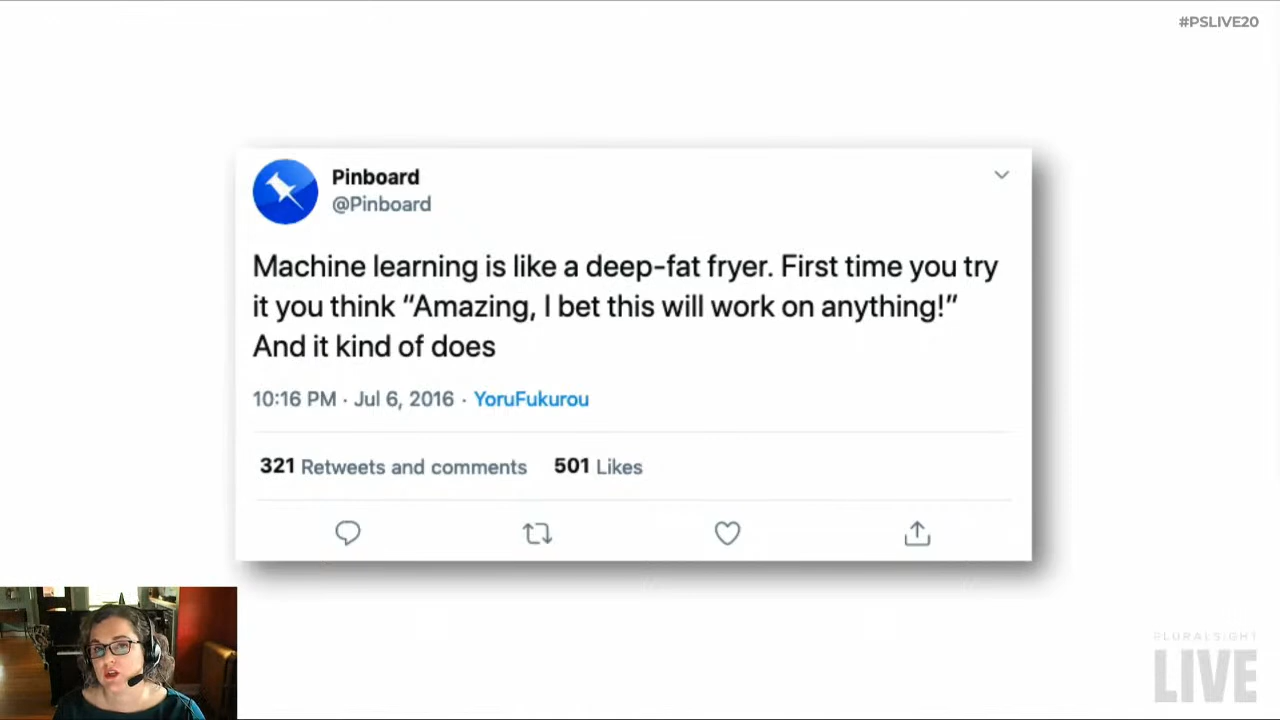 #PSLIVE20
Pinboard
@Pinboard
Machine learning is like a deep-fat fryer. First time you try
it you think “Amazing, I bet this will work on anything!”
And it kind of does
10:16 PM · Jul 6, 2016 · YoruFukurou
321 Retweets and comments 501 Likes
PLURALSIGHT
LIVE